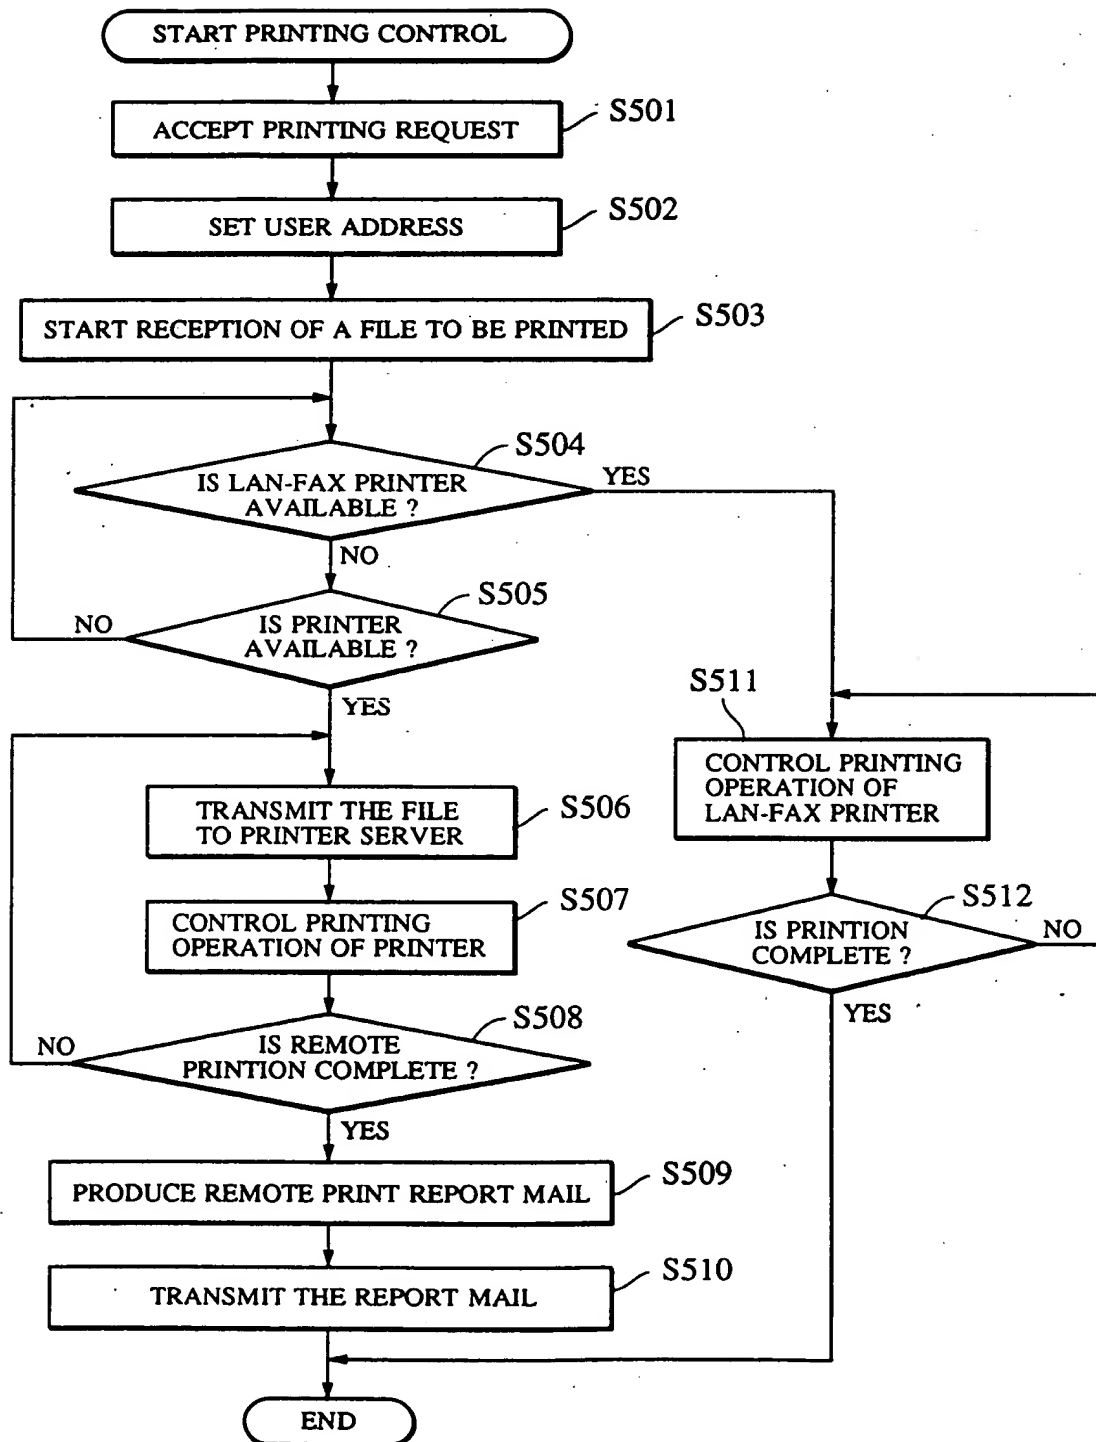 START PRINTING CONTROL
ACCEPT PRINTING REQUEST
S501
SET USER ADDRESS
S502
START RECEPTION OF A FILE TO BE PRINTED
S503
S504
IS LAN-FAX PRINTER
AVAILABLE ?
YES
NO
S505
IS PRINTER
AVAILABLE ?
NO
YES
TRANSMIT THE FILE
TO PRINTER SERVER
S506
CONTROL PRINTING
OPERATION OF PRINTER
S507
S508
IS REMOTE
PRINTION COMPLETE ?
NO
YES
PRODUCE REMOTE PRINT REPORT MAIL
S509
TRANSMIT THE REPORT MAIL
S510
S511
CONTROL PRINTING
OPERATION OF
LAN-FAX PRINTER
S512
IS PRINTION
COMPLETE ?
NO
YES
END